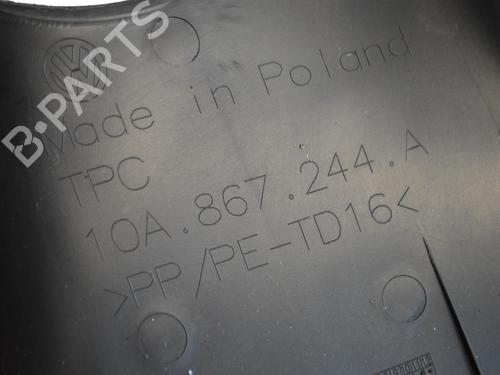 B-PARTS
Made in Poland
TPC
10A.867.244.A
>PP/PE-TD16<